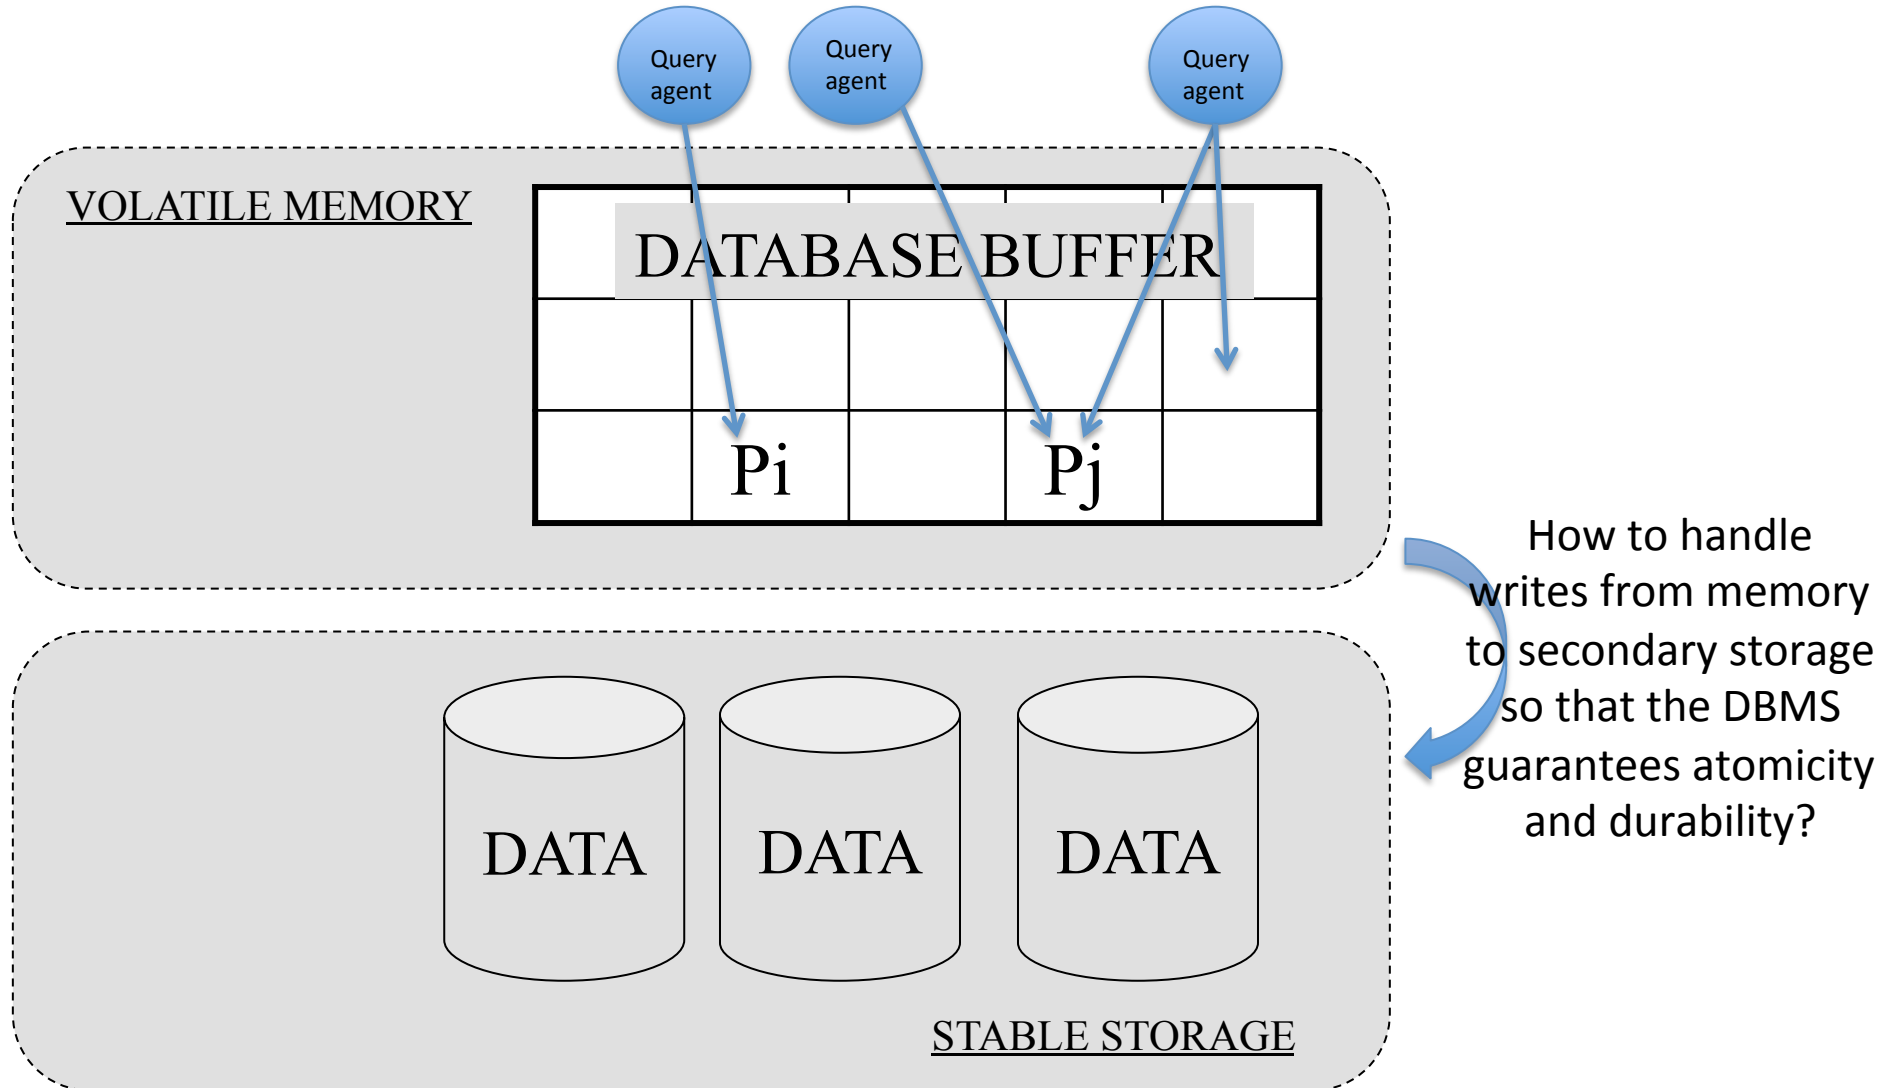 Query
agent
Query
agent
Query
agent
VOLATILE MEMORY
DATABASE BUFFER
Pi
Pj
How to handle
writes from memory
to secondary storage
so that the DBMS
guarantees atomicity
and durability?
DATA
DATA
DATA
STABLE STORAGE